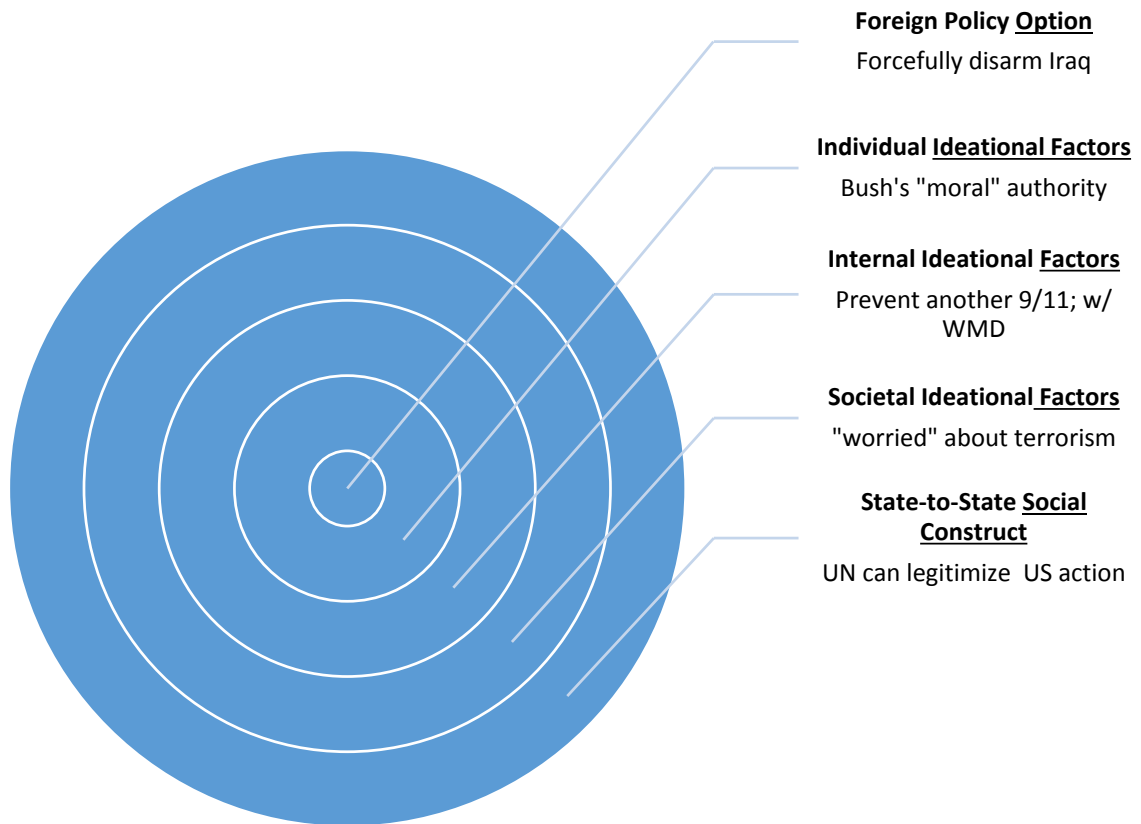 Foreign Policy Option
Forcefully disarm Iraq
Individual Ideational Factors
Bush's "moral" authority
Internal Ideational Factors
Prevent another 9/11; w/
WMD
Societal Ideational Factors
"worried" about terrorism
State-to-State Social
Construct
UN can legitimize US action